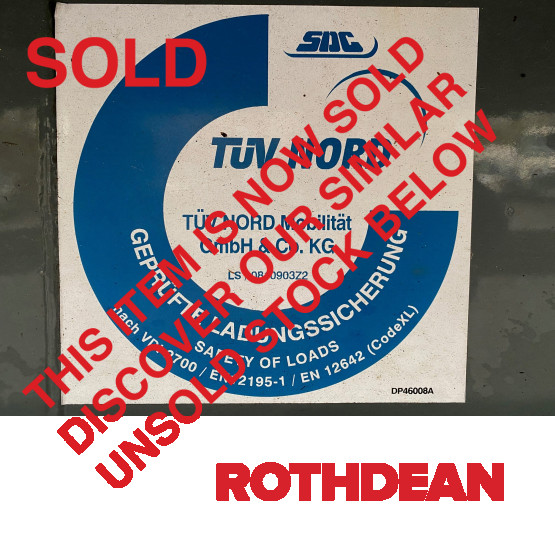 SOLD
SDC
TÜV NORD
TÜV NORD Mobilität
GmbH & Co. KG
GEPRÜFTE LADUNGSSICHERUNG
SAFETY OF LOADS
nach VDI 2700 / EN 12195-1 / EN 12642 (CodeXL)
DP46008A
THIS ITEM IS NOW SOLD
DISCOVER OUR SIMILAR
UNSOLD STOCK BELOW
ROTHDEAN